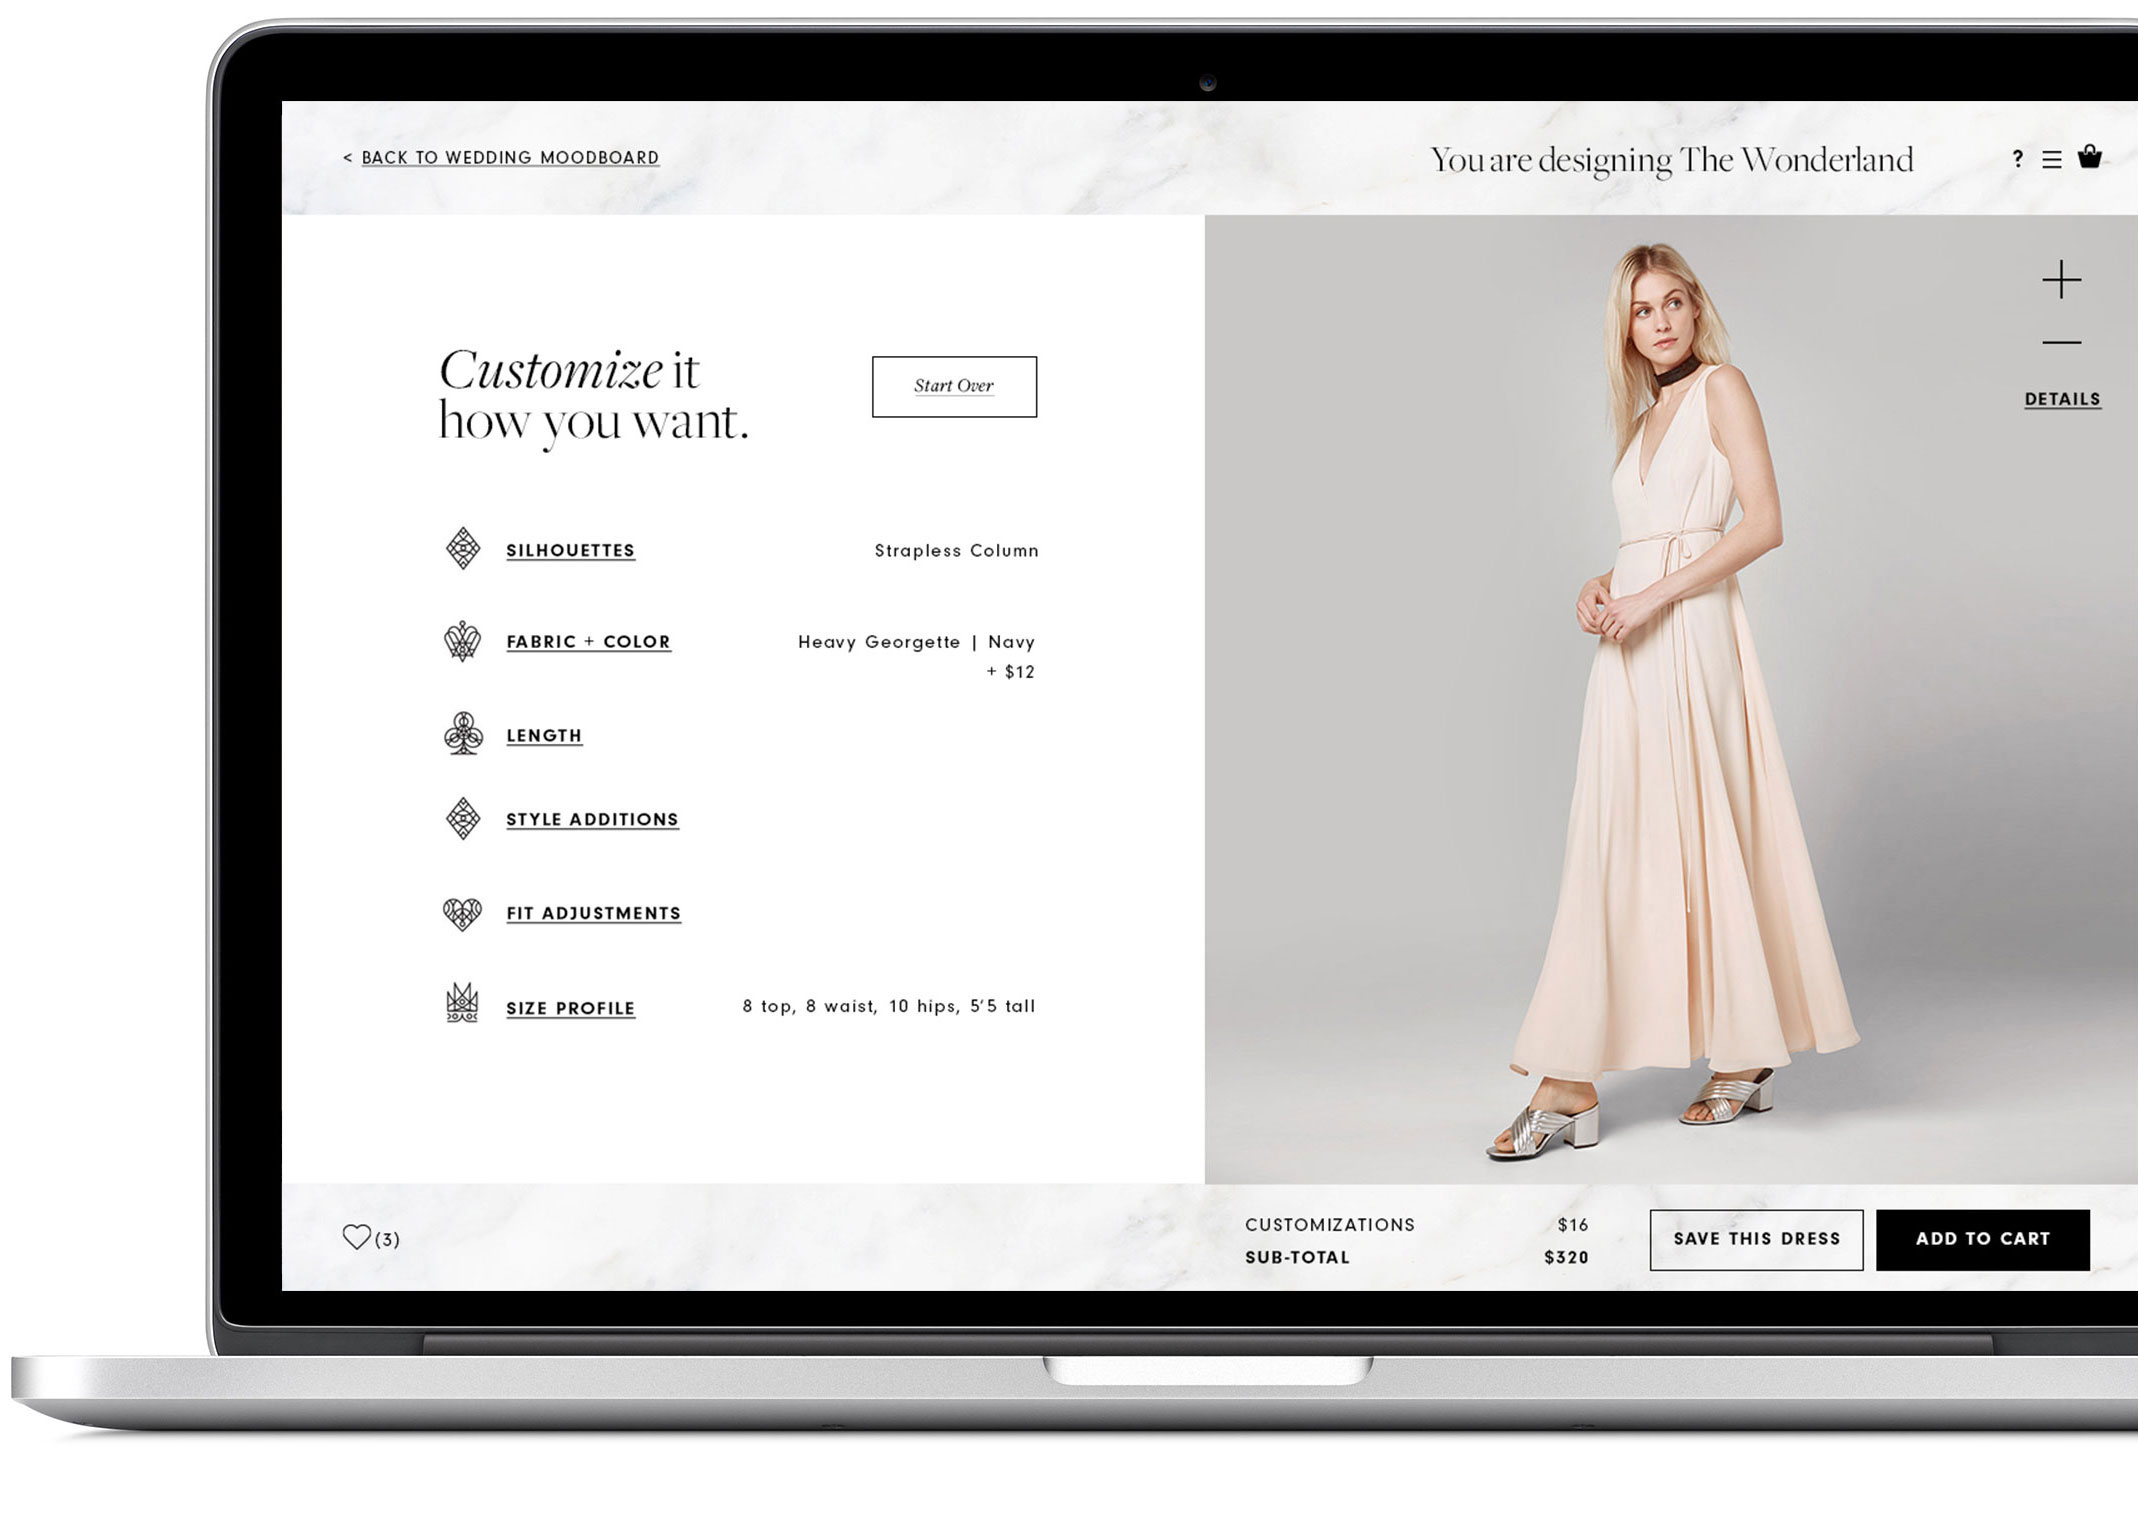 < BACK TO WEDDING MOODBOARD
You are designing The Wonderland
?
Customize it
how you want.
Start Over
DETAILS
SILHOUETTES
Strapless Column
FABRIC + COLOR
Heavy Georgette | Navy
+ $12
LENGTH
STYLE ADDITIONS
FIT ADJUSTMENTS
SIZE PROFILE
8 top, 8 waist, 10 hips, 5'5 tall
(3)
CUSTOMIZATIONS $16
SUB-TOTAL $320
SAVE THIS DRESS
ADD TO CART